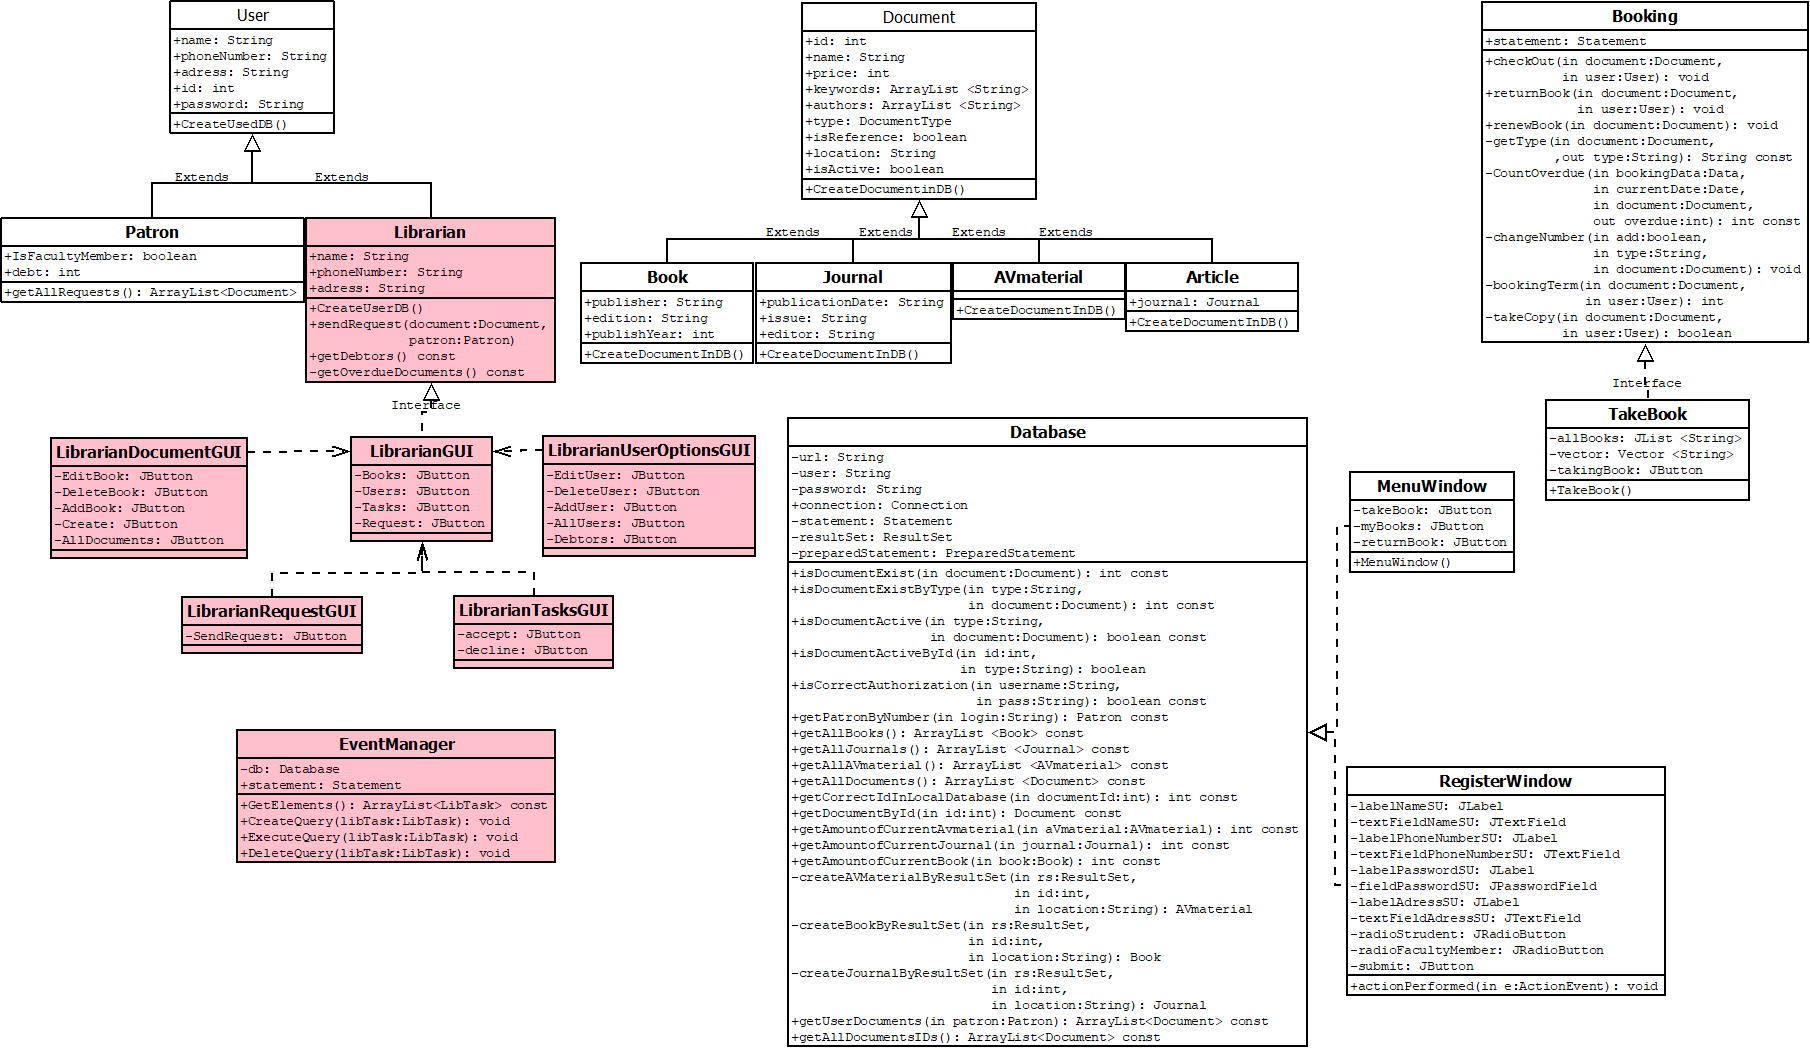 User
+name: String
+phoneNumber: String
+adress: String
+id: int
+password: String
+CreateUsedDB()
Extends
Extends
Patron
+IsFacultyMember: boolean
+debt: int
+getAllRequests(): ArrayList<Document>
Librarian
+name: String
+phoneNumber: String
+adress: String
+CreateUserDB()
+sendRequest(document:Document,
patron:Patron)
+getDebtors() const
-getOverdueDocuments() const
Interface
LibrarianDocumentGUI
-EditBook: JButton
-DeleteBook: JButton
-AddBook: JButton
-Create: JButton
-AllDocuments: JButton
LibrarianGUI
-Books: JButton
-Users: JButton
-Tasks: JButton
-Request: JButton
LibrarianUserOptionsGUI
-EditUser: JButton
-DeleteUser: JButton
-AddUser: JButton
-AllUsers: JButton
-Debtors: JButton
LibrarianRequestGUI
-SendRequest: JButton
LibrarianTasksGUI
-accept: JButton
-decline: JButton
EventManager
-db: Database
+statement: Statement
+GetElements(): ArrayList<LibTask> const
+CreateQuery(libTask:LibTask): void
+ExecuteQuery(libTask:LibTask): void
+DeleteQuery(libTask:LibTask): void
Document
+id: int
+name: String
+price: int
+keywords: ArrayList <String>
+authors: ArrayList <String>
+type: DocumentType
+isReference: boolean
+location: String
+isActive: boolean
+CreateDocumentinDB()
Extends
Extends
Extends
Extends
Book
+publisher: String
+edition: String
+publishYear: int
+CreateDocumentInDB()
Journal
+publicationDate: String
+issue: String
+editor: String
+CreateDocumentInDB()
AVmaterial
+CreateDocumentInDB()
Article
+journal: Journal
+CreateDocumentInDB()
Database
-url: String
-user: String
-password: String
+connection: Connection
-statement: Statement
-resultSet: ResultSet
-preparedStatement: PreparedStatement
+isDocumentExist(in document:Document): int const
+isDocumentExistByType(in type:String,
in document:Document): int const
+isDocumentActive(in type:String,
in document:Document): boolean const
+isDocumentActiveById(in id:int,
in type:String): boolean
+isCorrectAuthorization(in username:String,
in pass:String): boolean const
+getPatronByNumber(in login:String): Patron const
+getAllBooks(): ArrayList <Book> const
+getAllJournals(): ArrayList <Journal> const
+getAllAVmaterial(): ArrayList <AVmaterial> const
+getAllDocuments(): ArrayList <Document> const
+getCorrectIdInLocalDatabase(in documentId:int): int const
+getDocumentById(in id:int): Document const
+getAmountofCurrentAvmaterial(in aVmaterial:AVmaterial): int const
+getAmountofCurrentJournal(in journal:Journal): int const
+getAmountofCurrentBook(in book:Book): int const
-createAVMaterialByResultSet(in rs:ResultSet,
in id:int,
in location:String): AVmaterial
-createBookByResultSet(in rs:ResultSet,
in id:int,
in location:String): Book
-createJournalByResultSet(in rs:ResultSet,
in id:int,
in location:String): Journal
+getUserDocuments(in patron:Patron): ArrayList<Document> const
+getAllDocumentsIDs(): ArrayList<Document> const
Booking
+statement: Statement
+checkOut(in document:Document,
in user:User): void
+returnBook(in document:Document,
in user:User): void
+renewBook(in document:Document): void
-getType(in document:Document,
,out type:String): String const
-CountOverdue(in bookingData:Data,
in currentDate:Date,
in document:Document,
out overdue:int): int const
-changeNumber(in add:boolean,
in type:String,
in document:Document): void
-bookingTerm(in document:Document,
in user:User): int
-takeCopy(in document:Document,
in user:User): boolean
Interface
TakeBook
-allBooks: JList <String>
-vector: Vector <String>
-takingBook: JButton
+TakeBook()
MenuWindow
-takeBook: JButton
-myBooks: JButton
-returnBook: JButton
+MenuWindow()
RegisterWindow
-labelNameSU: JLabel
-textFieldNameSU: JTextField
-labelPhoneNumberSU: JLabel
-textFieldPhoneNumberSU: JTextField
-labelPasswordSU: JLabel
-fieldPasswordSU: JPasswordField
-labelAdressSU: JLabel
-textFieldAdressSU: JTextField
-radioStrudent: JRadioButton
-radioFacultyMember: JRadioButton
-submit: JButton
+actionPerformed(in e:ActionEvent): void